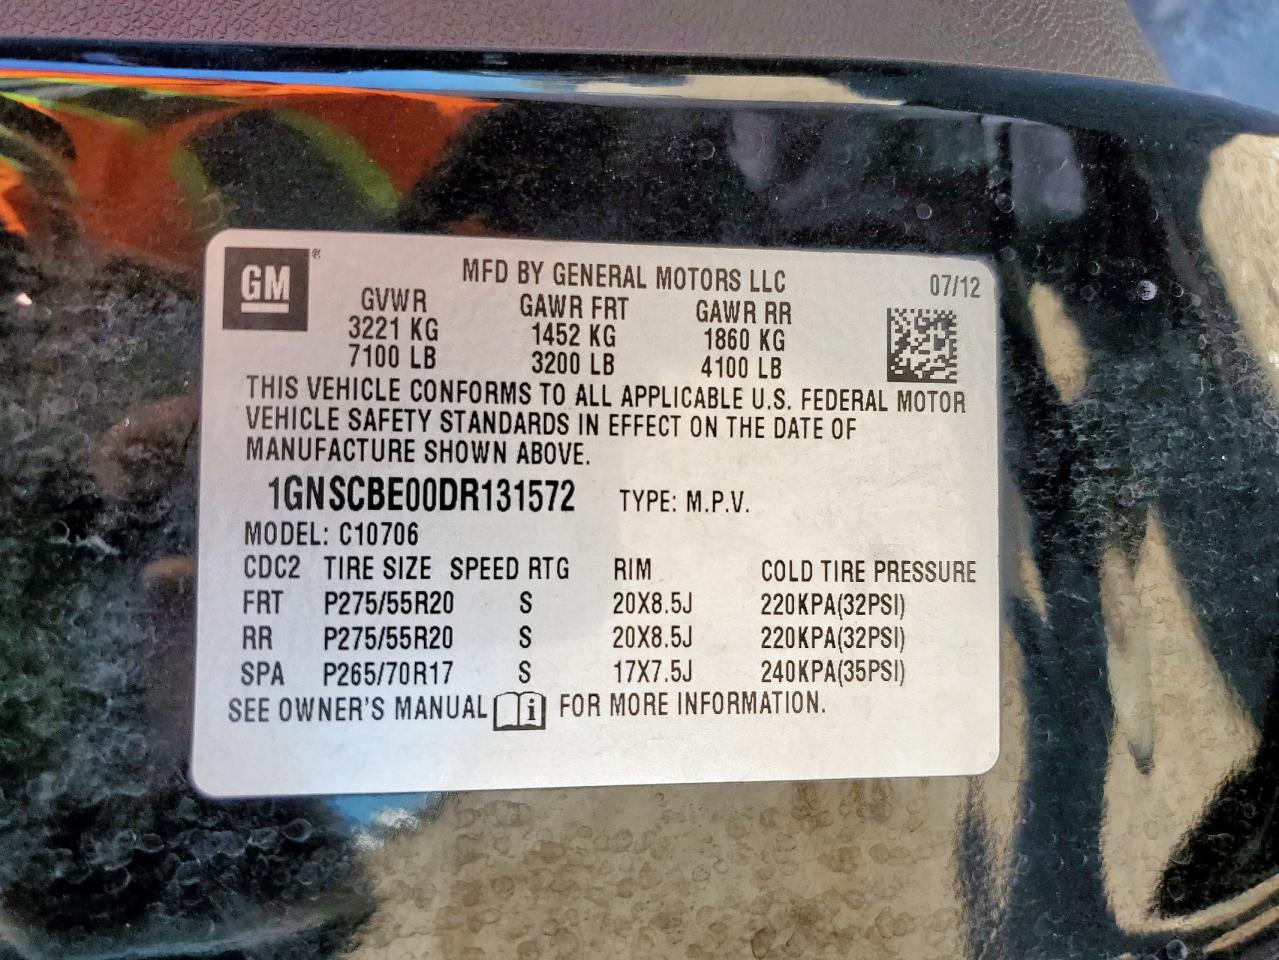 GM ®
MFD BY GENERAL MOTORS LLC 07/12
GVWR GAWR FRT GAWR RR
3221 KG 1452 KG 1860 KG
7100 LB 3200 LB 4100 LB
THIS VEHICLE CONFORMS TO ALL APPLICABLE U.S. FEDERAL MOTOR
VEHICLE SAFETY STANDARDS IN EFFECT ON THE DATE OF
MANUFACTURE SHOWN ABOVE.
1GNSCBE00DR131572 TYPE: M.P.V.
MODEL: C10706
CDC2 TIRE SIZE SPEED RTG RIM COLD TIRE PRESSURE
FRT P275/55R20 S 20X8.5J 220KPA(32PSI)
RR P275/55R20 S 20X8.5J 220KPA(32PSI)
SPA P265/70R17 S 17X7.5J 240KPA(35PSI)
SEE OWNER'S MANUAL i FOR MORE INFORMATION.